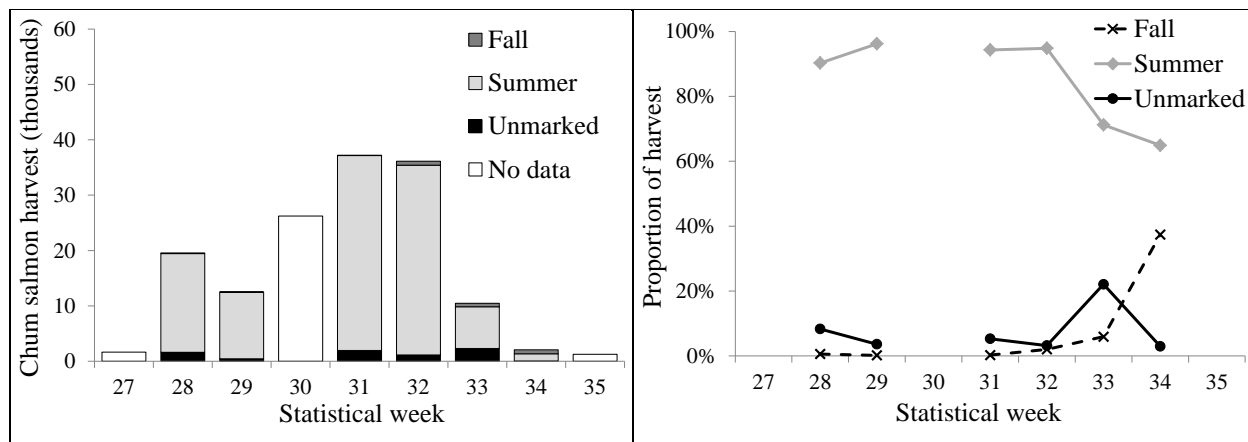 Chum salmon harvest (thousands)
60
50
40
30
20
10
0
Fall
Summer
Unmarked
No data
27 28 29 30 31 32 33 34 35
Statistical week
Proportion of harvest
100%
80%
60%
40%
20%
0%
Fall
Summer
Unmarked
27 28 29 30 31 32 33 34 35
Statistical week